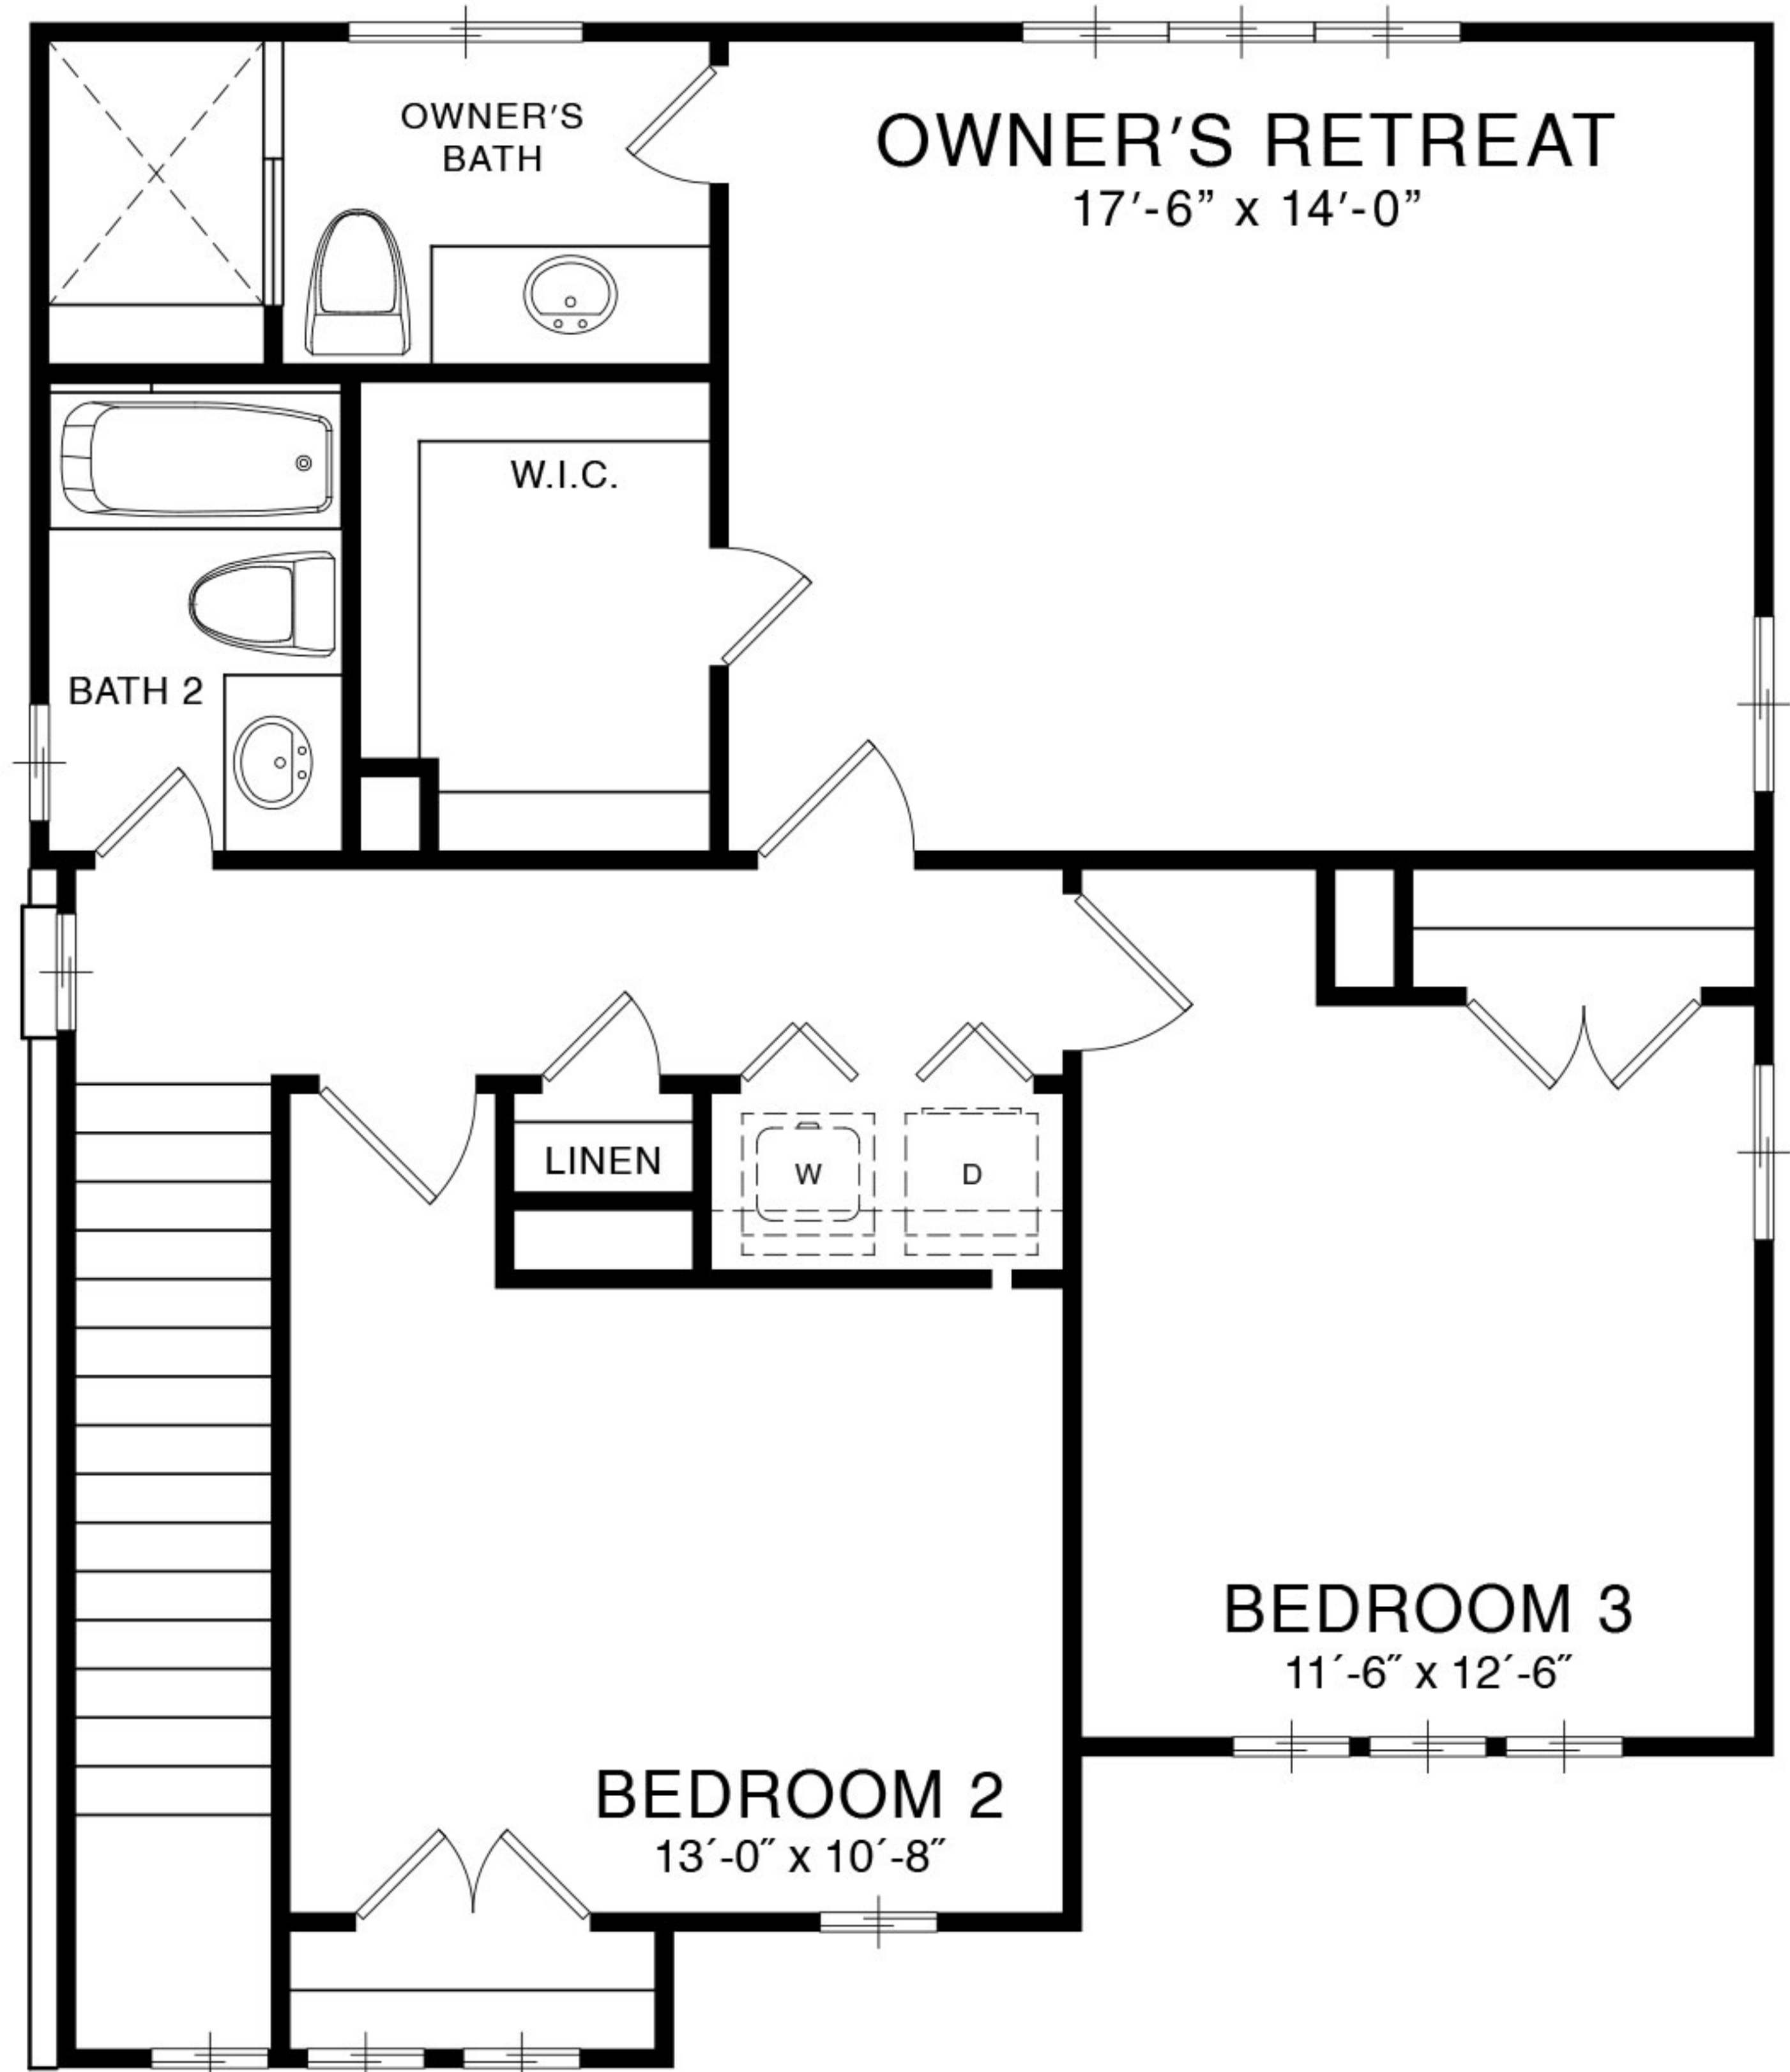 OWNER'S
BATH
OWNER'S RETREAT
17'-6” x 14'-0”
W.I.C.
BATH 2
LINEN
W
D
BEDROOM 3
11´-6˝ x 12´-6˝
BEDROOM 2
13´-0˝ x 10´-8˝